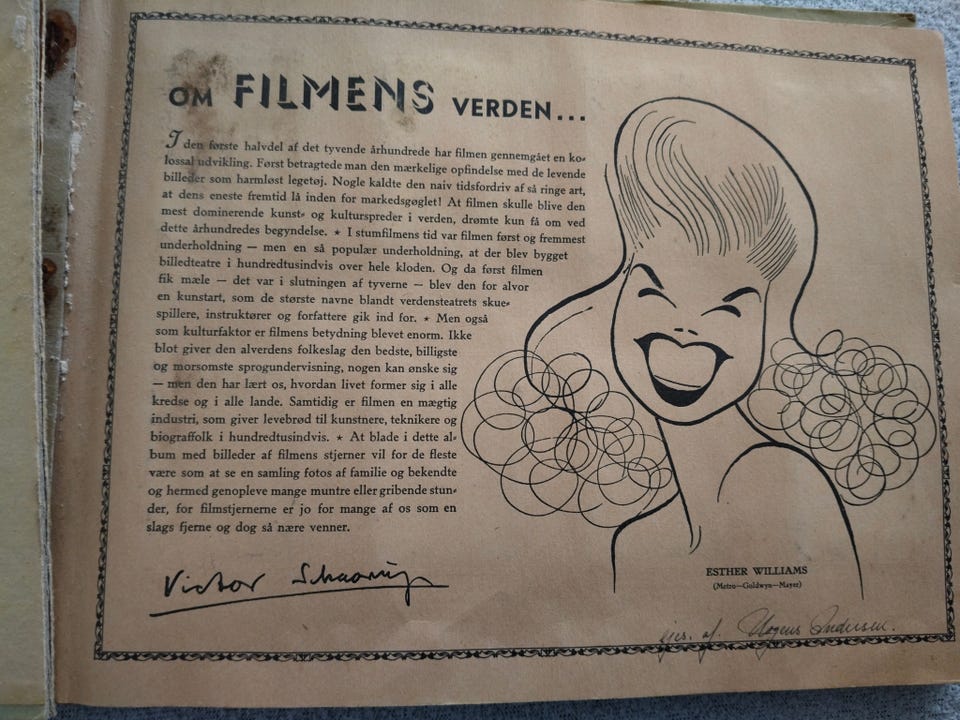 OM FILMENS VERDEN...
I den første halvdel af det tyvende århundrede har filmen gennemgået en ko-
lossal udvikling. Først betragtede man den mærkelige opfindelse med de levende
billeder som harmløst legetøj. Nogle kaldte den naiv tidsfordriv af så ringe art,
at dens eneste fremtid lå inden for markedsgøglet! At filmen skulle blive den
mest dominerende kunst- og kulturspreder i verden, drømte kun få om ved
dette århundredes begyndelse. ★ I stumfilmens tid var filmen først og fremmest
underholdning — men en så populær underholdning, at der blev bygget
billedteatre i hundredtusindvis over hele kloden. Og da først filmen
fik mæle — det var i slutningen af tyverne — blev den for alvor
en kunstart, som de største navne blandt verdensteatrets skue-
spillere, instruktører og forfattere gik ind for. ★ Men også
som kulturfaktor er filmens betydning blevet enorm. Ikke
blot giver den alverdens folkeslag den bedste, billigste
og morsomste sprogundervisning, nogen kan ønske sig
— men den har lært os, hvordan livet former sig i alle
kredse og i alle lande. Samtidig er filmen en mægtig
industri, som giver levebrød til kunstnere, teknikere og
biograffolk i hundredtusindvis. ★ At blade i dette al-
bum med billeder af filmens stjerner vil for de fleste
være som at se en samling fotos af familie og bekendte
og hermed genopleve mange muntre eller gribende stun-
der, for filmstjernerne er jo for mange af os som en
slags fjerne og dog så nære venner.
Victor Skaarup
ESTHER WILLIAMS
(Metro—Goldwyn—Mayer)
ejes. af. Mogens Andersen.